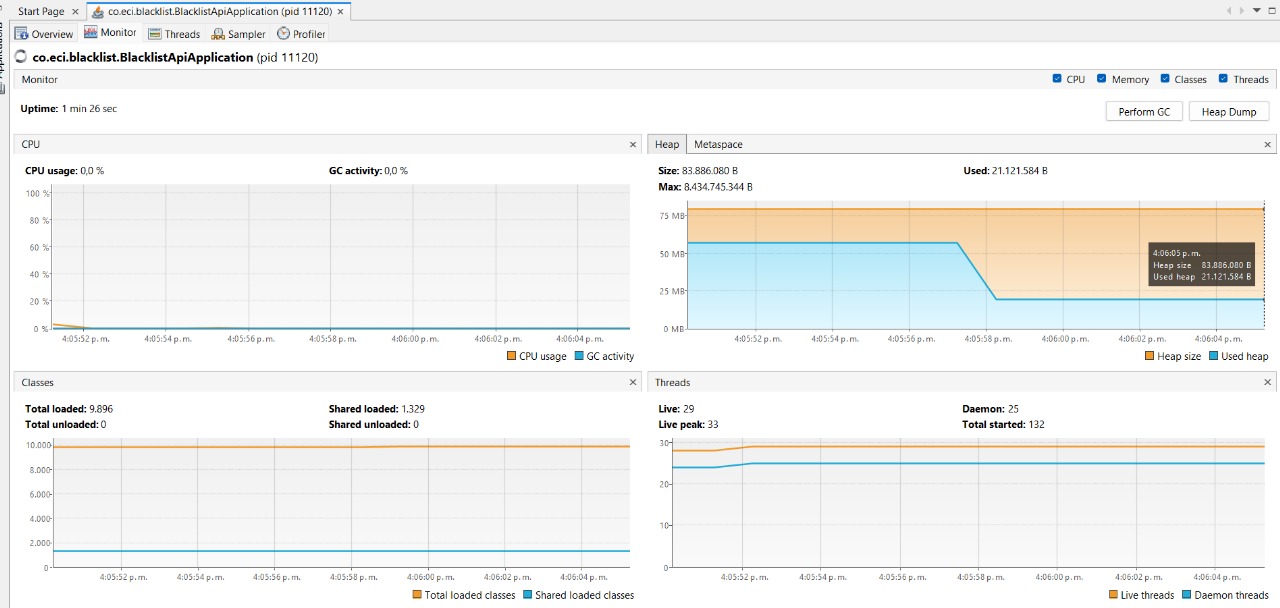 Start Page
co.eci.blacklist.BlacklistApiApplication (pid 11120)
Overview Monitor Threads Sampler Profiler
co.eci.blacklist.BlacklistApiApplication (pid 11120)
Monitor
CPU Memory Classes Threads
Uptime: 1 min 26 sec
Perform GC Heap Dump
CPU
CPU usage: 0,0 % GC activity: 0,0 %
100 %
80 %
60 %
40 %
20 %
0 %
4:05:52 p. m. 4:05:54 p. m. 4:05:56 p. m. 4:05:58 p. m. 4:06:00 p. m. 4:06:02 p. m. 4:06:04 p. m.
CPU usage GC activity
Heap Metaspace
Size: 83.886.080 B Used: 21.121.584 B
Max: 8.434.745.344 B
75 MB
50 MB
25 MB
0 MB
4:06:05 p. m.
Heap size 83.886.080 B
Used heap 21.121.584 B
4:05:52 p. m. 4:05:54 p. m. 4:05:56 p. m. 4:05:58 p. m. 4:06:00 p. m. 4:06:02 p. m. 4:06:04 p. m.
Heap size Used heap
Classes
Total loaded: 9.896 Shared loaded: 1.329
Total unloaded: 0 Shared unloaded: 0
10.000
8.000
6.000
4.000
2.000
0
4:05:52 p. m. 4:05:54 p. m. 4:05:56 p. m. 4:05:58 p. m. 4:06:00 p. m. 4:06:02 p. m. 4:06:04 p. m.
Total loaded classes Shared loaded classes
Threads
Live: 29 Daemon: 25
Live peak: 33 Total started: 132
30
20
10
0
4:05:52 p. m. 4:05:54 p. m. 4:05:56 p. m. 4:05:58 p. m. 4:06:00 p. m. 4:06:02 p. m. 4:06:04 p. m.
Live threads Daemon threads